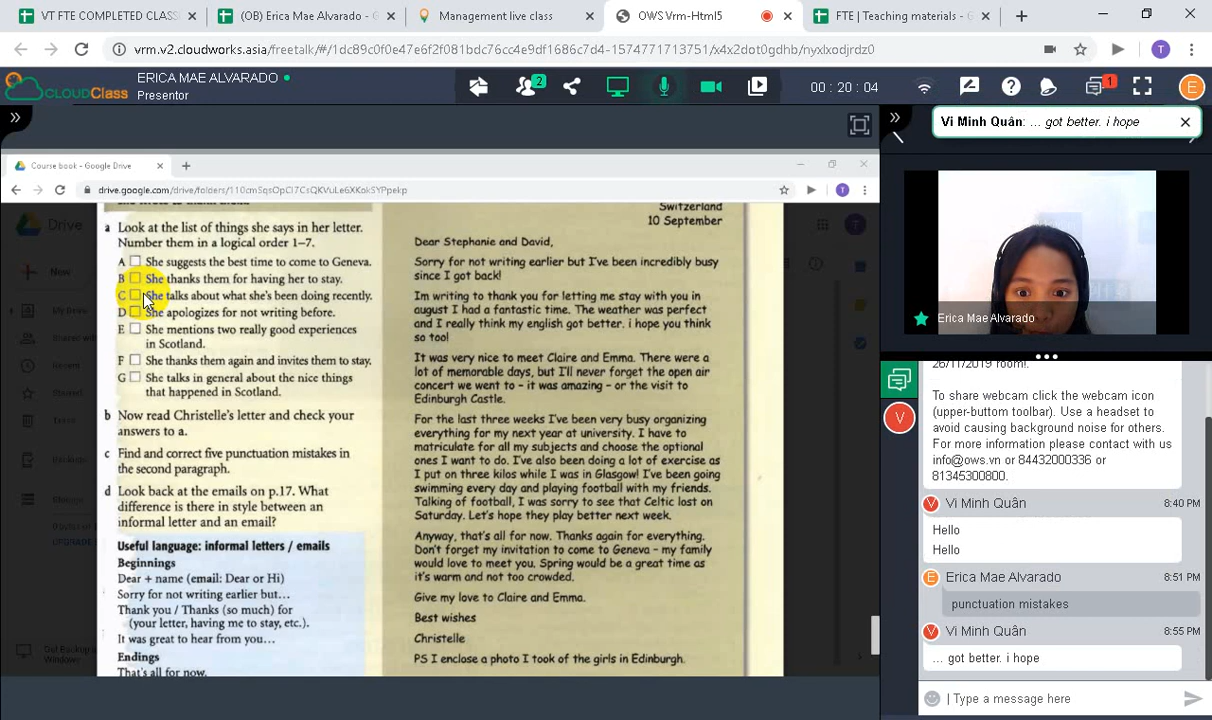 VT FTE COMPLETED CLASS
(OB) Erica Mae Alvarado - G
Management live class
OWS Vrm-Html5
FTE | Teaching materials - G
vrm.v2.cloudworks.asia/freetalk/#/1dc89c0f0e47e6f2f081bdc76cc4e9df1686c7d4-1574771713751/x4x2dot0gdhb/nyxlxodjrdz0
T
CLOUDCLASS
ERICA MAE ALVARADO
Presentor
2
00 : 20 : 04
1
E
Vi Minh Quân: ... got better. i hope
Course book - Google Drive
drive.google.com/drive/folders/110cmSqsOpCl7CsQKVuLe6XKokSYPpekp
T
Drive
New
My Drive
Shared with
Recent
Starred
Trash
Backups
Storage
UPGRADE
Get Backup
Windows
a Look at the list of things she says in her letter.
Number them in a logical order 1–7.
A She suggests the best time to come to Geneva.
B She thanks them for having her to stay.
C She talks about what she's been doing recently.
D She apologizes for not writing before.
E She mentions two really good experiences
in Scotland.
F She thanks them again and invites them to stay.
G She talks in general about the nice things
that happened in Scotland.
b Now read Christelle's letter and check your
answers to a.
c Find and correct five punctuation mistakes in
the second paragraph.
d Look back at the emails on p.17. What
difference is there in style between an
informal letter and an email?
Useful language: informal letters / emails
Beginnings
Dear + name (email: Dear or Hi)
Sorry for not writing earlier but...
Thank you / Thanks (so much) for
(your letter, having me to stay, etc.).
It was great to hear from you...
Endings
That's all for now.
Switzerland
10 September
Dear Stephanie and David,
Sorry for not writing earlier but I've been incredibly busy
since I got back!
Im writing to thank you for letting me stay with you in
august I had a fantastic time. The weather was perfect
and I really think my english got better. i hope you think
so too!
It was very nice to meet Claire and Emma. There were a
lot of memorable days, but I'll never forget the open air
concert we went to – it was amazing – or the visit to
Edinburgh Castle.
For the last three weeks I've been very busy organizing
everything for my next year at university. I have to
matriculate for all my subjects and choose the optional
ones I want to do. I've also been doing a lot of exercise as
I put on three kilos while I was in Glasgow! I've been going
swimming every day and playing football with my friends.
Talking of football, I was sorry to see that Celtic lost on
Saturday. Let's hope they play better next week.
Anyway, that's all for now. Thanks again for everything.
Don't forget my invitation to come to Geneva – my family
would love to meet you. Spring would be a great time as
it's warm and not too crowded.
Give my love to Claire and Emma.
Best wishes
Christelle
PS I enclose a photo I took of the girls in Edinburgh.
Erica Mae Alvarado
26/11/2019 room!.
To share webcam click the webcam icon
(upper-buttom toolbar). Use a headset to
avoid causing background noise for others.
For more information please contact with us
info@ows.vn or 84432000336 or
81345300800.
V
V Vi Minh Quân 8:40 PM
Hello
Hello
E Erica Mae Alvarado 8:51 PM
punctuation mistakes
V Vi Minh Quân 8:55 PM
... got better. i hope
Type a message here